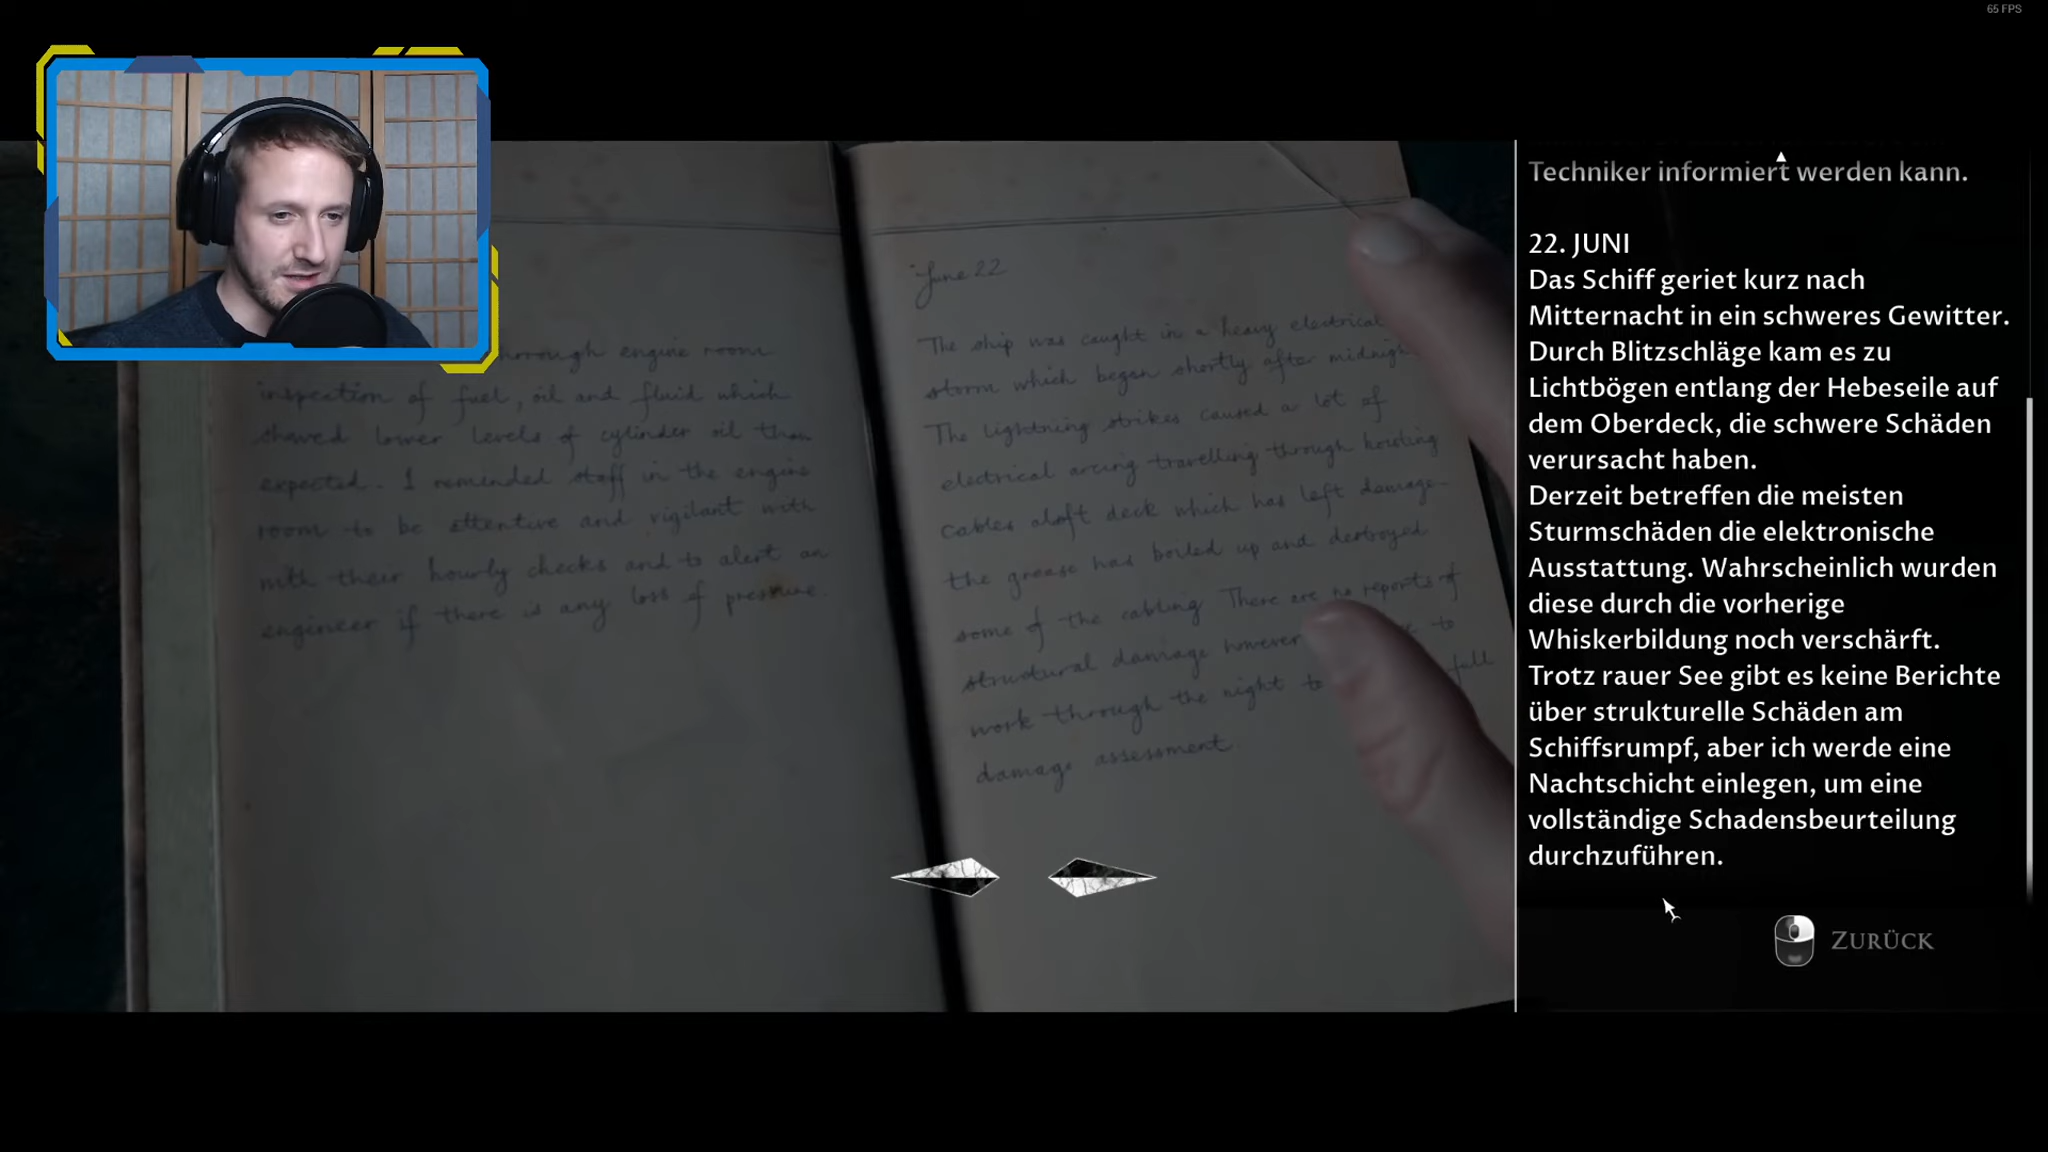 65 FPS
through engine room
inspection of fuel, oil and fluid which
showed lower levels of cylinder oil than
expected. I reminded staff in the engine
room to be attentive and vigilant with
with their hourly checks and to alert an
engineer if there is any loss of pressure.
June 22
The ship was caught in a heavy electrical
storm which began shortly after midnight
The lightning strikes caused a lot of
electrical arcing travelling through hoisting
cables aloft deck which has left damage
the grease has boiled up and destroyed
some of the cabling There are no reports of
structural damage however to
work through the night to full
damage assessment.
Techniker informiert werden kann.
22. JUNI
Das Schiff geriet kurz nach
Mitternacht in ein schweres Gewitter.
Durch Blitzschläge kam es zu
Lichtbögen entlang der Hebeseile auf
dem Oberdeck, die schwere Schäden
verursacht haben.
Derzeit betreffen die meisten
Sturmschäden die elektronische
Ausstattung. Wahrscheinlich wurden
diese durch die vorherige
Whiskerbildung noch verschärft.
Trotz rauer See gibt es keine Berichte
über strukturelle Schäden am
Schiffsrumpf, aber ich werde eine
Nachtschicht einlegen, um eine
vollständige Schadensbeurteilung
durchzuführen.
ZURÜCK